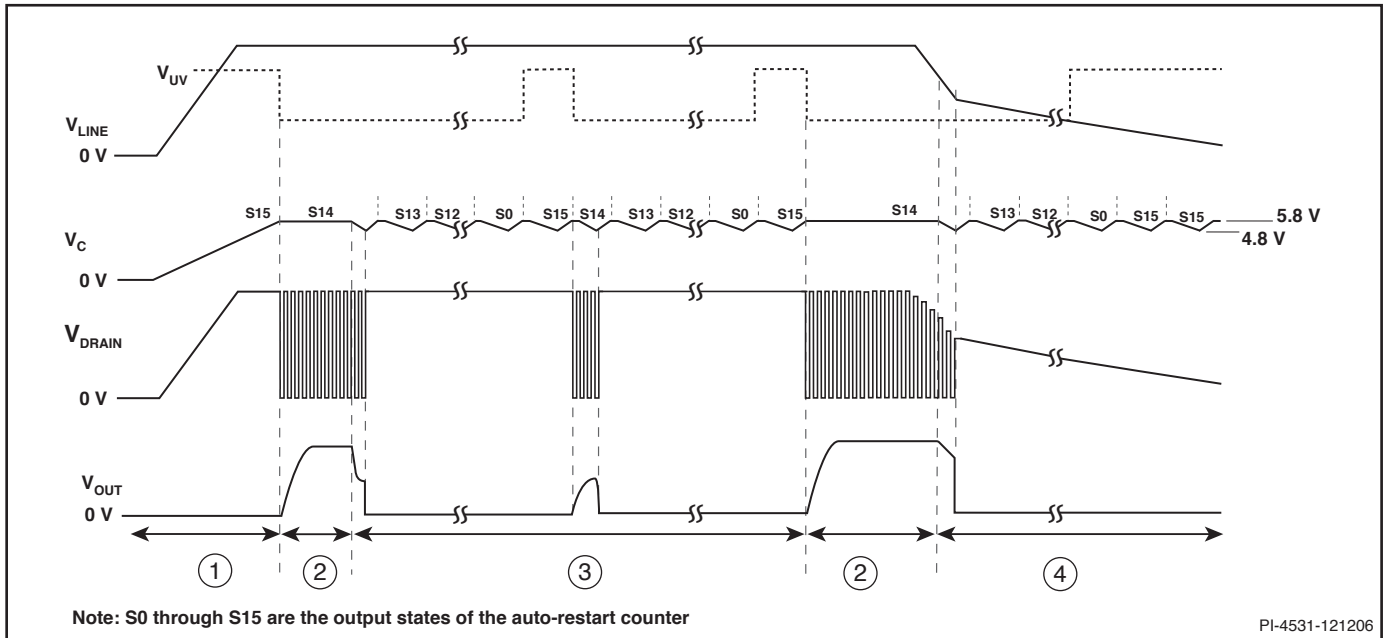 V_UV
V_LINE
0 V
S15 S14 S13 S12 S0 S15 S14 S13 S12 S0 S15 S14 S13 S12 S0 S15 S15 5.8 V
4.8 V
V_C
0 V
V_DRAIN
0 V
V_OUT
0 V
1 2 3 2 4
Note: S0 through S15 are the output states of the auto-restart counter
PI-4531-121206